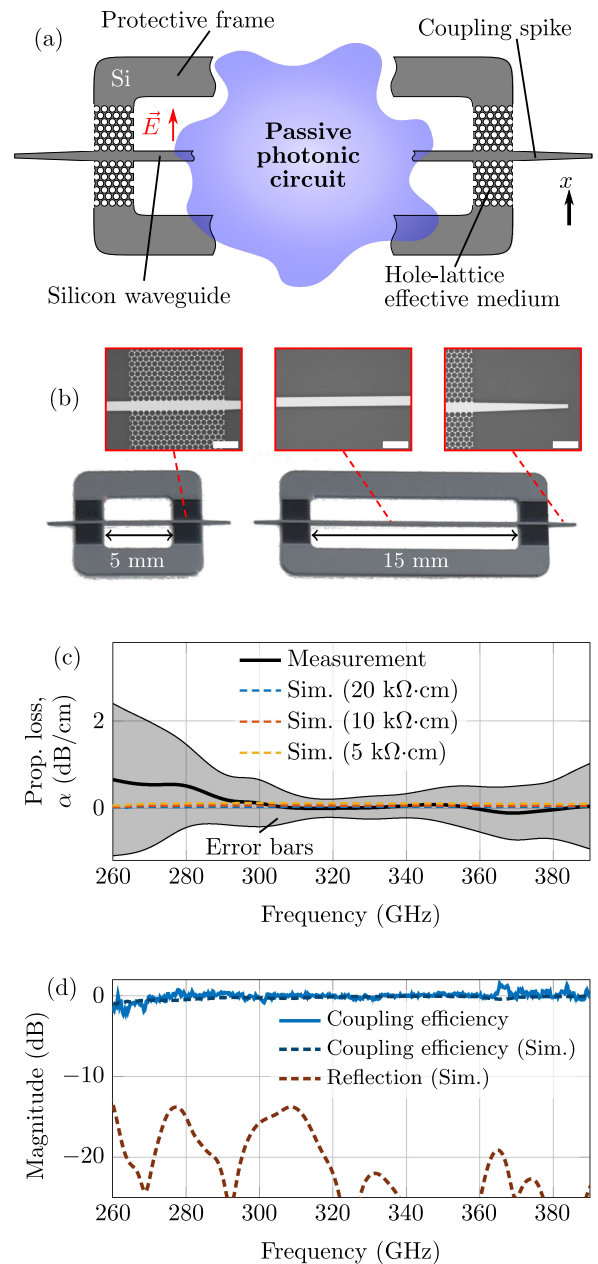 (a)
Protective frame
Coupling spike
Si
E
Passive
photonic
circuit
x
Silicon waveguide
Hole-lattice
effective medium
(b)
5 mm
15 mm
(c)
Measurement
Sim. (20 kΩ·cm)
Sim. (10 kΩ·cm)
Sim. (5 kΩ·cm)
Prop. loss,
α (dB/cm)
2
0
Error bars
260 280 300 320 340 360 380
Frequency (GHz)
(d)
Coupling efficiency
Coupling efficiency (Sim.)
Reflection (Sim.)
Magnitude (dB)
0
−10
−20
260 280 300 320 340 360 380
Frequency (GHz)